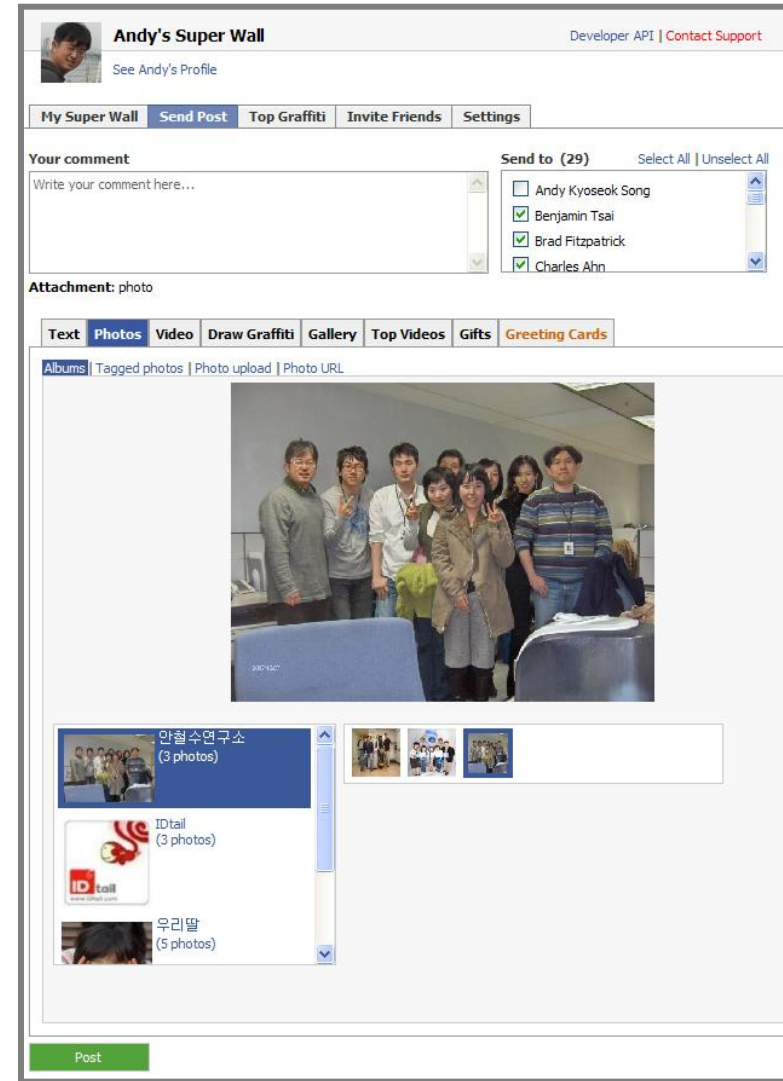 Andy's Super Wall
Developer API | Contact Support
See Andy's Profile
My Super Wall Send Post Top Graffiti Invite Friends Settings
Your comment
Send to (29) Select All | Unselect All
Write your comment here...
Andy Kyoseok Song
Benjamin Tsai
Brad Fitzpatrick
Charles Ahn
Attachment: photo
Text Photos Video Draw Graffiti Gallery Top Videos Gifts Greeting Cards
Albums | Tagged photos | Photo upload | Photo URL
안철수연구소
(3 photos)
IDtail
(3 photos)
ID tail
우리딸
(5 photos)
Post